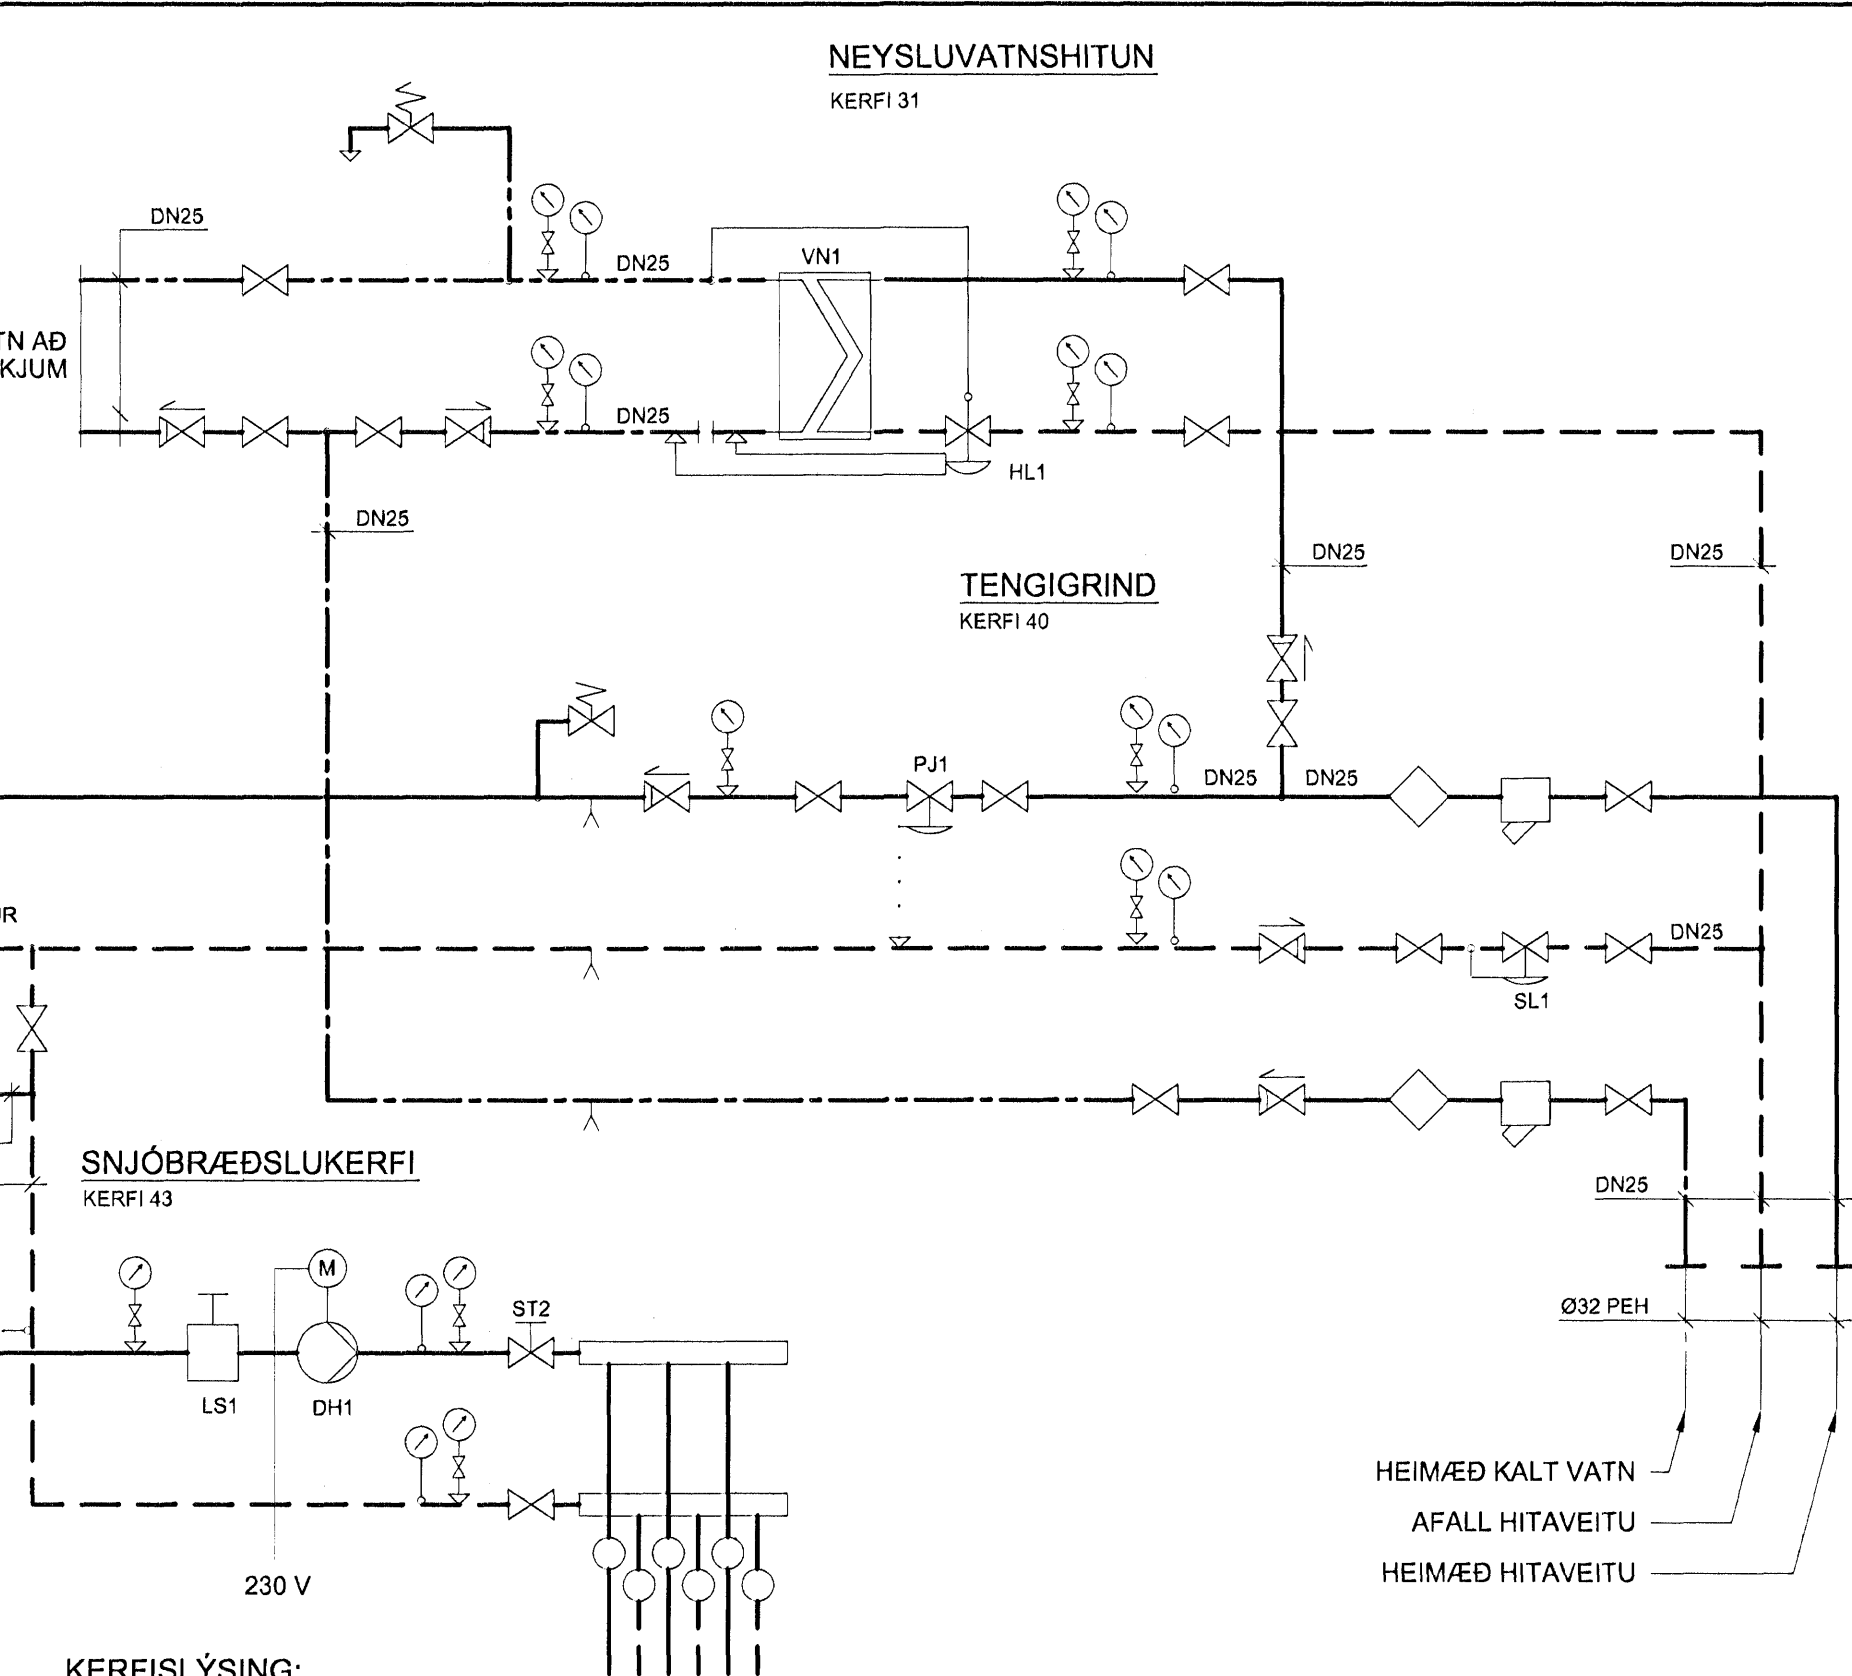 NEYSLUVATNSHITUN
KERFI 31
DN25
DN25
VN1
TN AÐ
KJUM
DN25
HL1
DN25
DN25
DN25
TENGIGRIND
KERFI 40
PJ1
DN25
DN25
UR
DN25
SL1
SNJÓBRÆÐSLUKERFI
KERFI 43
DN25
M
ST2
Ø32 PEH
LS1
DH1
HEIMÆÐ KALT VATN
AFALL HITAVEITU
HEIMÆÐ HITAVEITU
230 V
KERFISLÝSING: